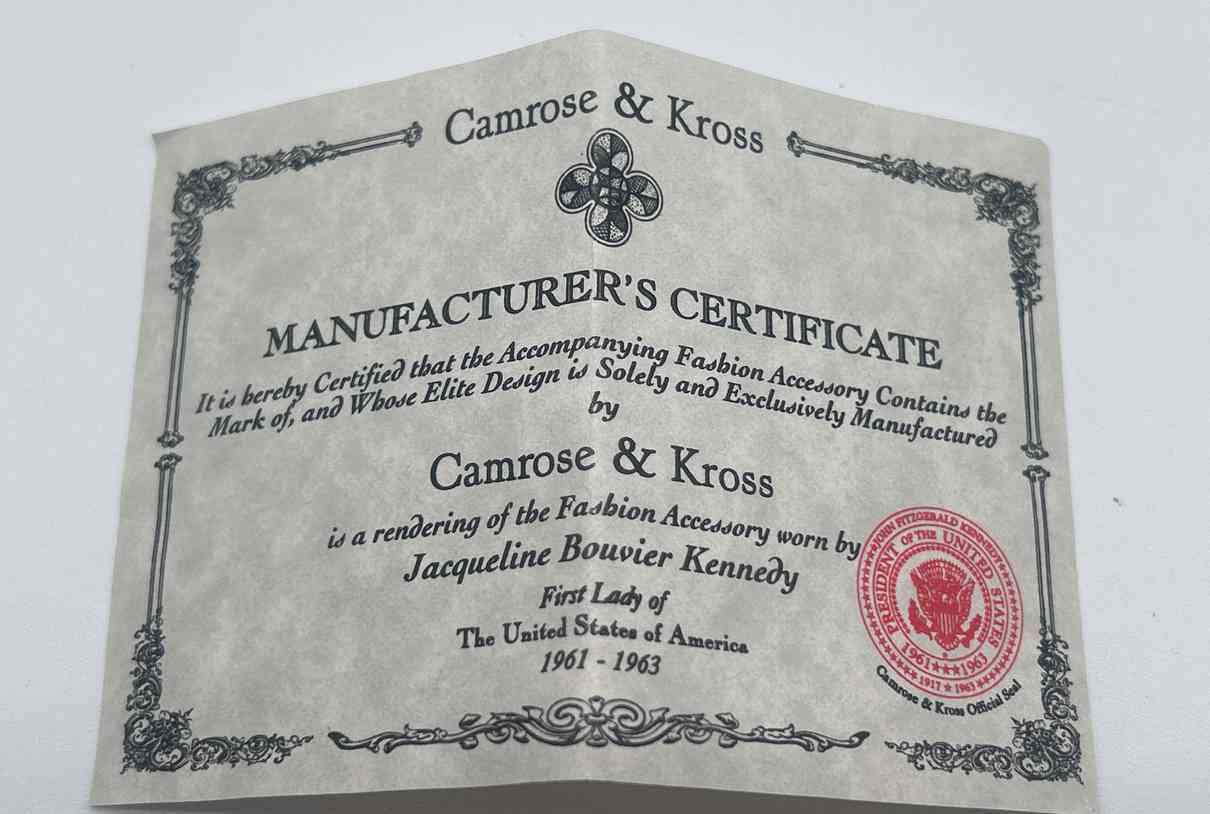 Camrose & Kross
MANUFACTURER'S CERTIFICATE
It is hereby Certified that the Accompanying Fashion Accessory Contains the
Mark of, and Whose Elite Design is Solely and Exclusively Manufactured
by
Camrose & Kross
is a rendering of the Fashion Accessory worn by
Jacqueline Bouvier Kennedy
First Lady of
The United States of America
1961 - 1963
JOHN FITZGERALD KENNEDY
PRESIDENT OF THE UNITED STATES
1961★★★1963
1917 ★ 1963
Camrose & Kross Official Seal